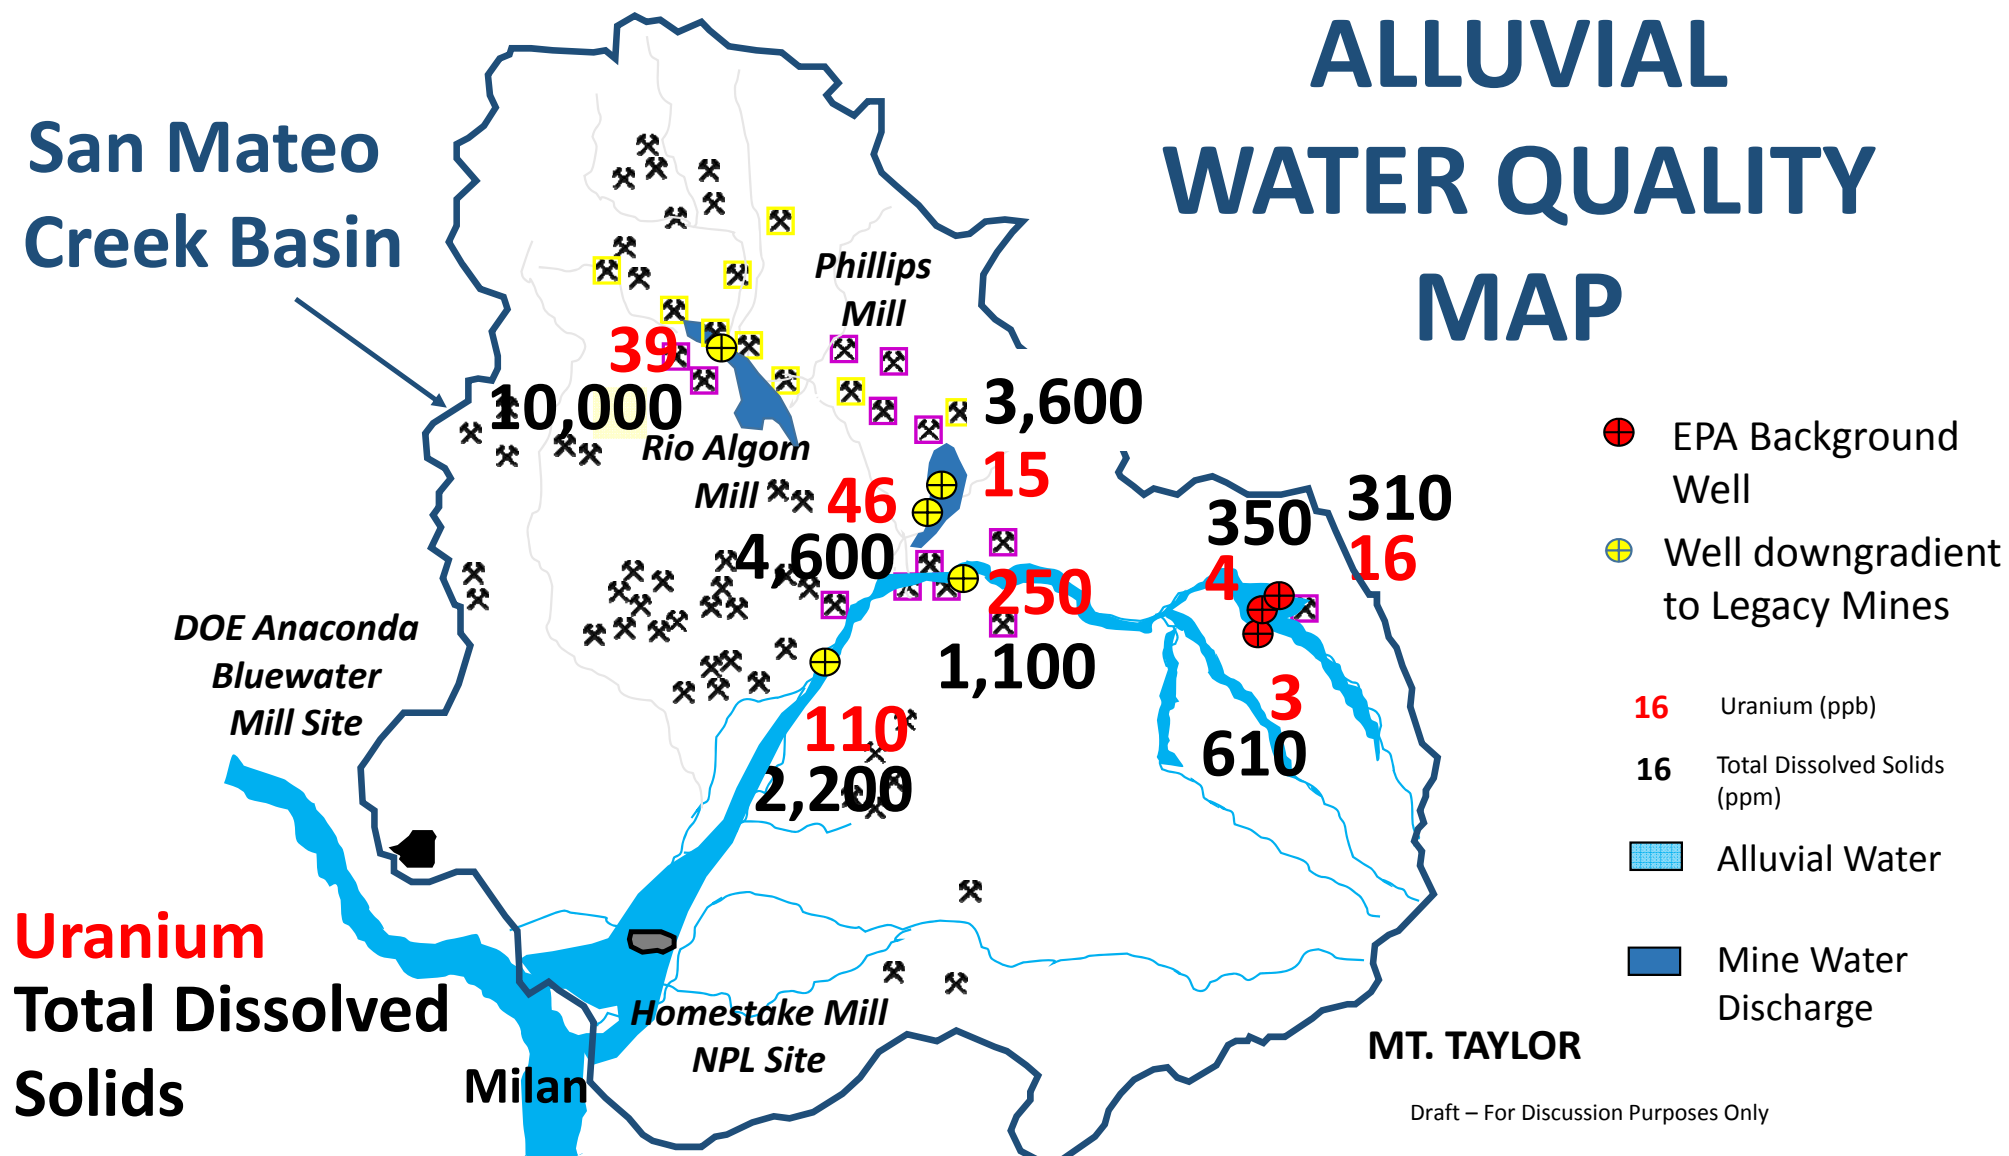 ALLUVIAL
WATER QUALITY
MAP
San Mateo
Creek Basin
Phillips
Mill
39
10,000
3,600
15
Rio Algom
Mill
46
4,600
350
4
310
16
250
1,100
3
610
DOE Anaconda
Bluewater
Mill Site
110
2,200
EPA Background
Well
Well downgradient
to Legacy Mines
16 Uranium (ppb)
16 Total Dissolved Solids
(ppm)
Alluvial Water
Mine Water
Discharge
Uranium
Total Dissolved
Solids
Homestake Mill
NPL Site
Milan
MT. TAYLOR
Draft – For Discussion Purposes Only